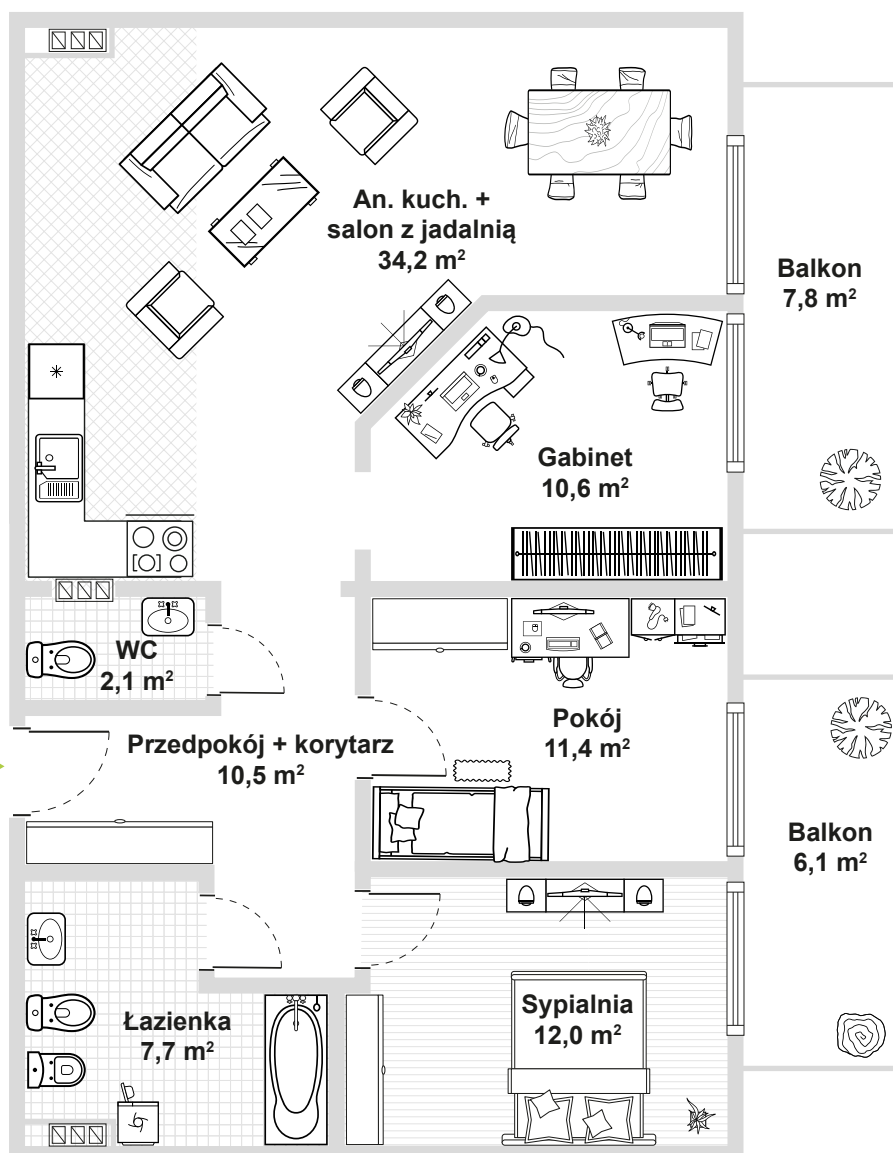 An. kuch. +
salon z jadalnią
34,2 m²
Balkon
7,8 m²
Gabinet
10,6 m²
WC
2,1 m²
Pokój
11,4 m²
Przedpokój + korytarz
10,5 m²
Balkon
6,1 m²
Sypialnia
12,0 m²
Łazienka
7,7 m²